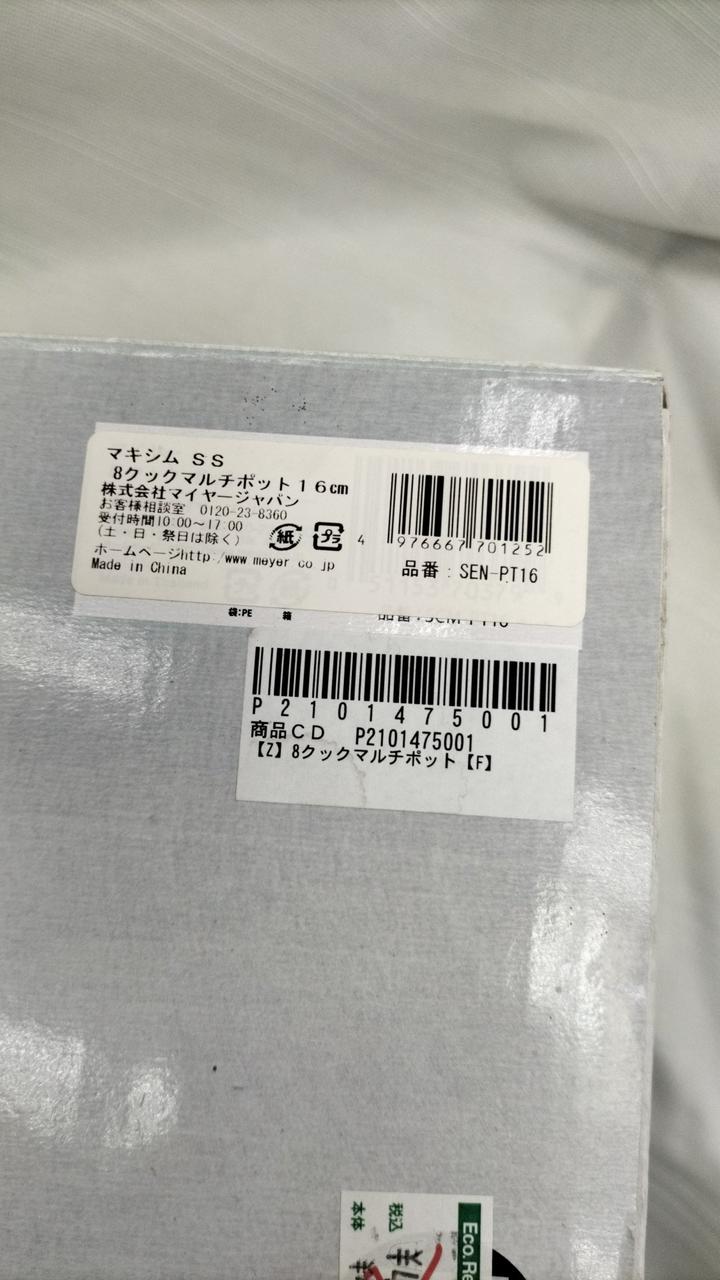 マキシム SS
8クックマルチポット16cm
株式会社マイヤージャパン
お客様相談室 0120-23-8360
受付時間10:00～17:00
(土・日・祭日は除く)
紙 プラ
ホームページhttp:/www meyer co jp
Made in China
4 976667 701252
品番:SEN-PT16
袋:PE 箱
P2101475001
商品CD P2101475001
【Z】8クックマルチポット【F】
税込
本体
Eco.Re